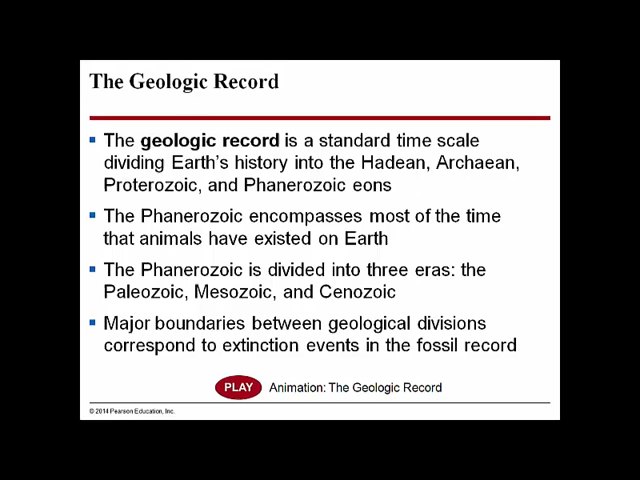 The Geologic Record
The geologic record is a standard time scale
dividing Earth's history into the Hadean, Archaean,
Proterozoic, and Phanerozoic eons
The Phanerozoic encompasses most of the time
that animals have existed on Earth
The Phanerozoic is divided into three eras: the
Paleozoic, Mesozoic, and Cenozoic
Major boundaries between geological divisions
correspond to extinction events in the fossil record
PLAY Animation: The Geologic Record
© 2014 Pearson Education, Inc.